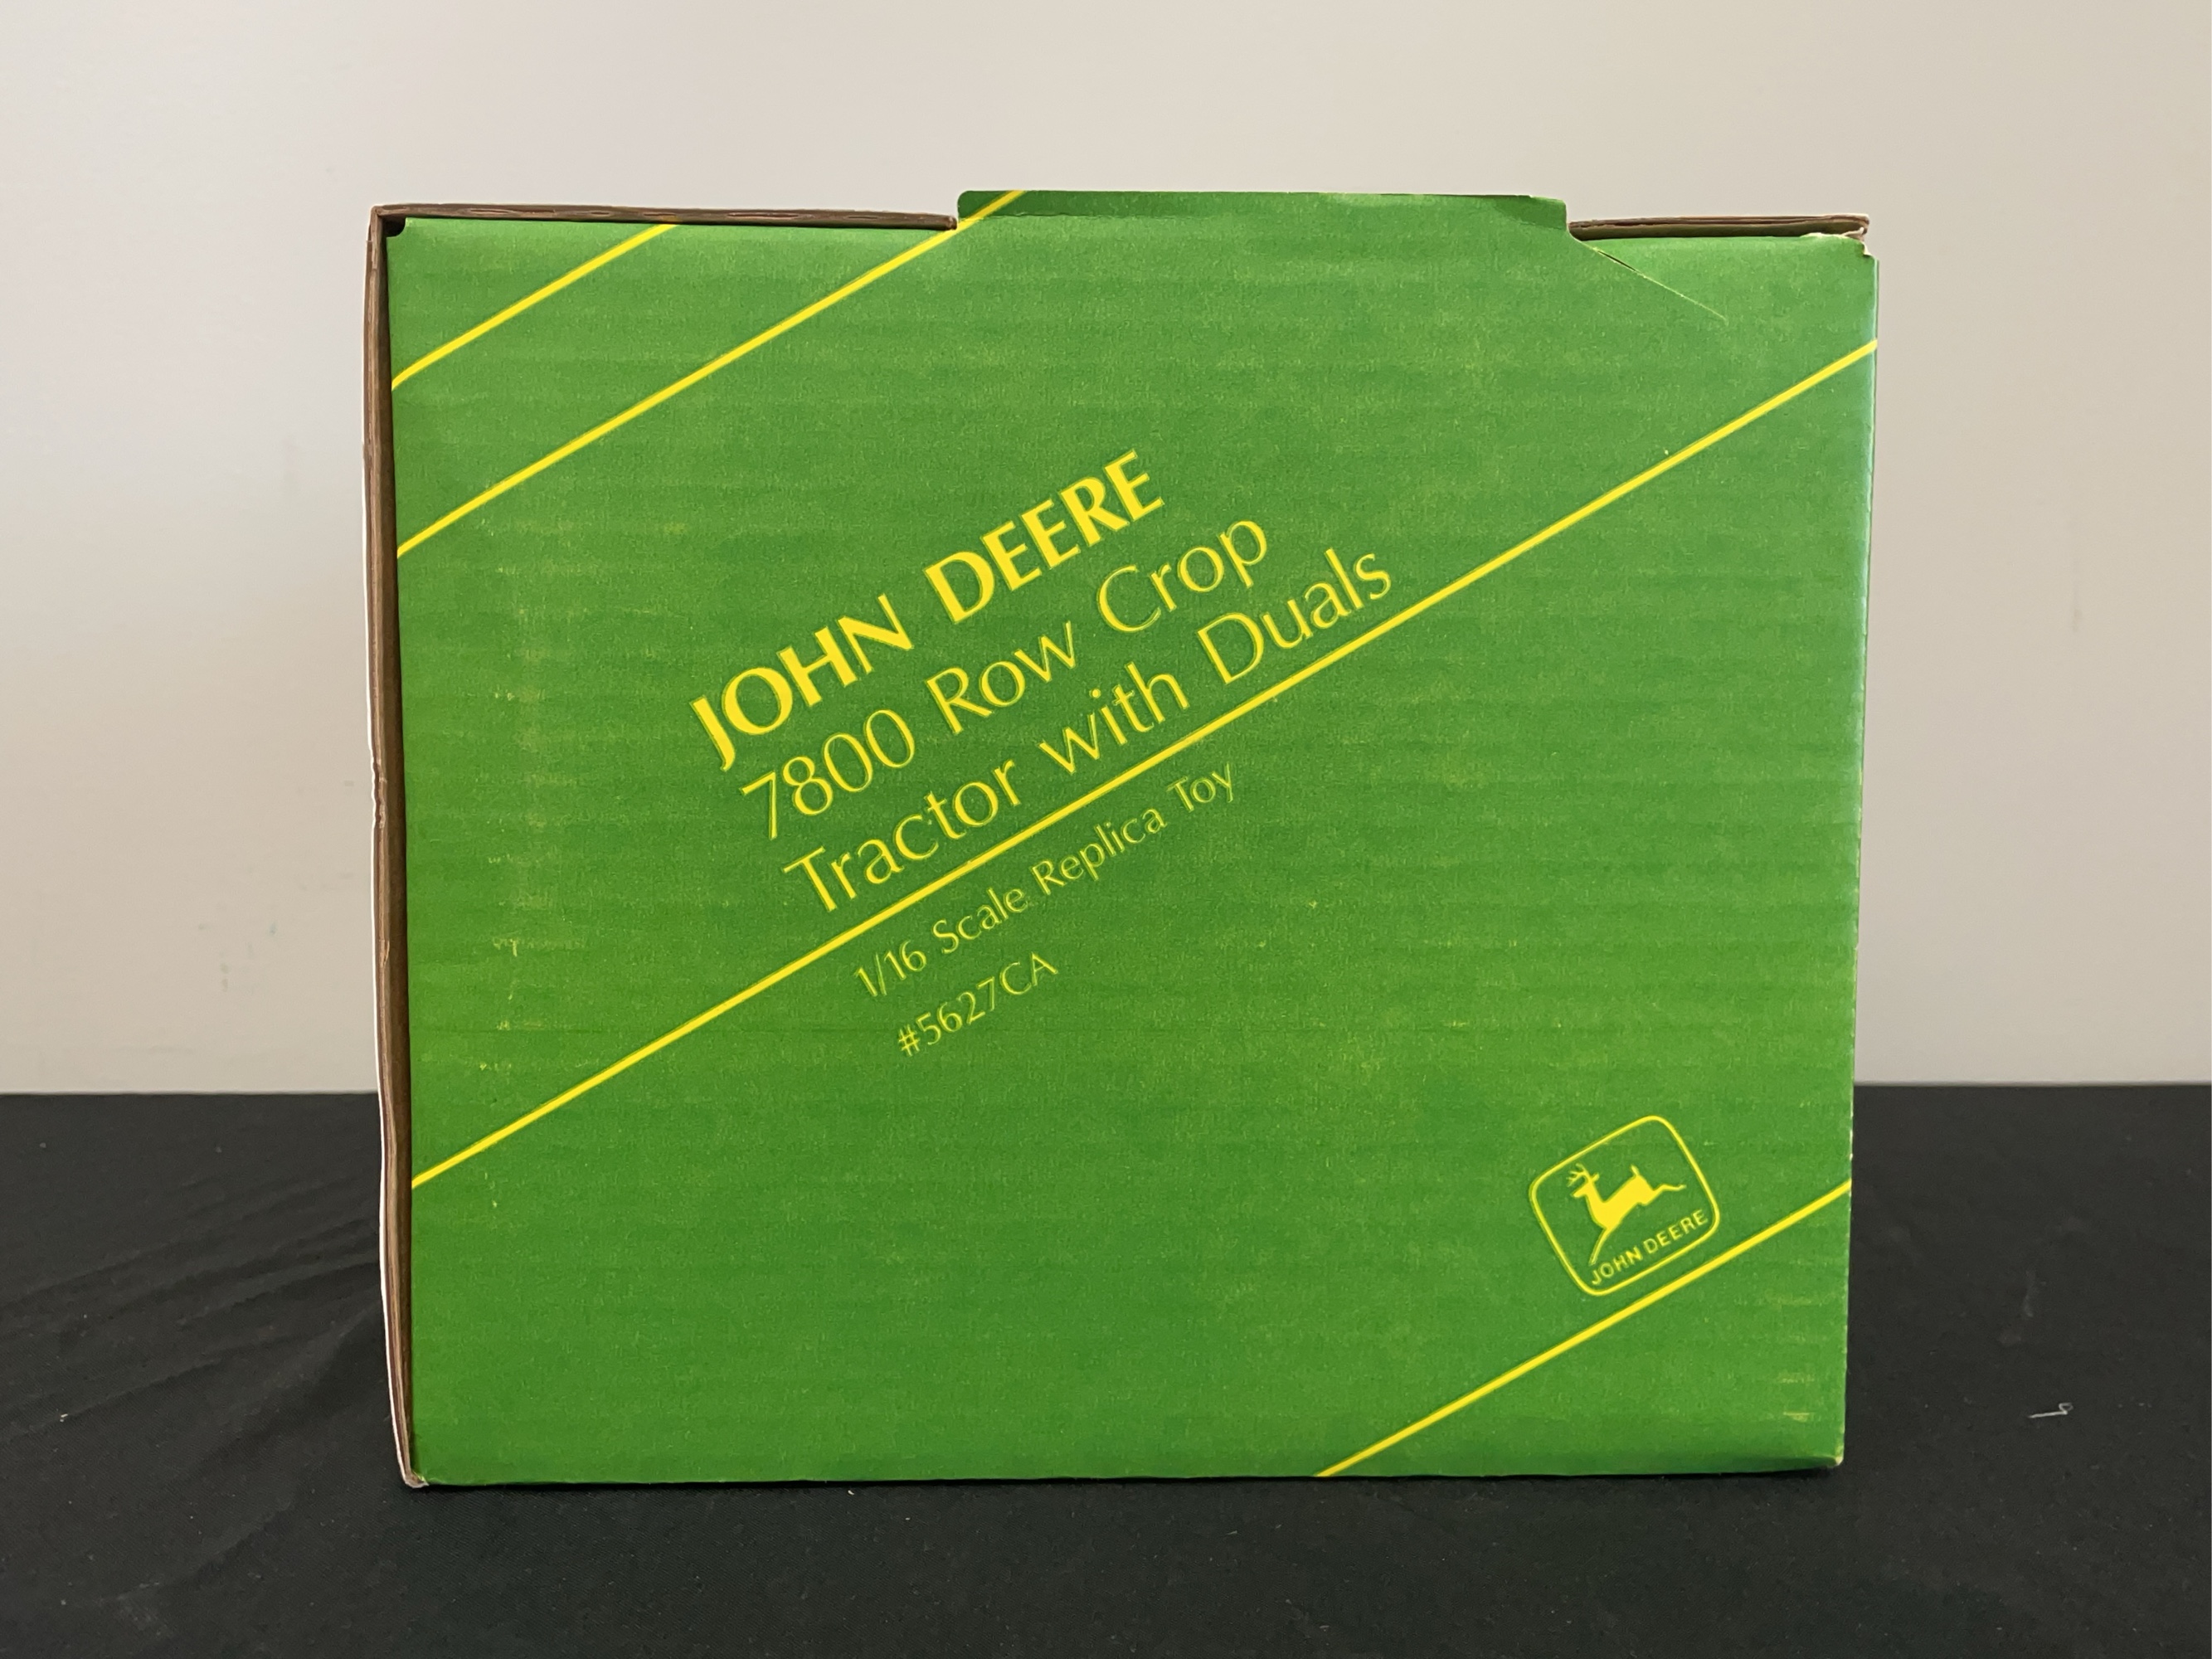 JOHN DEERE
7800 Row Crop
Tractor with Duals
1/16 Scale Replica Toy
#5627CA
JOHN DEERE